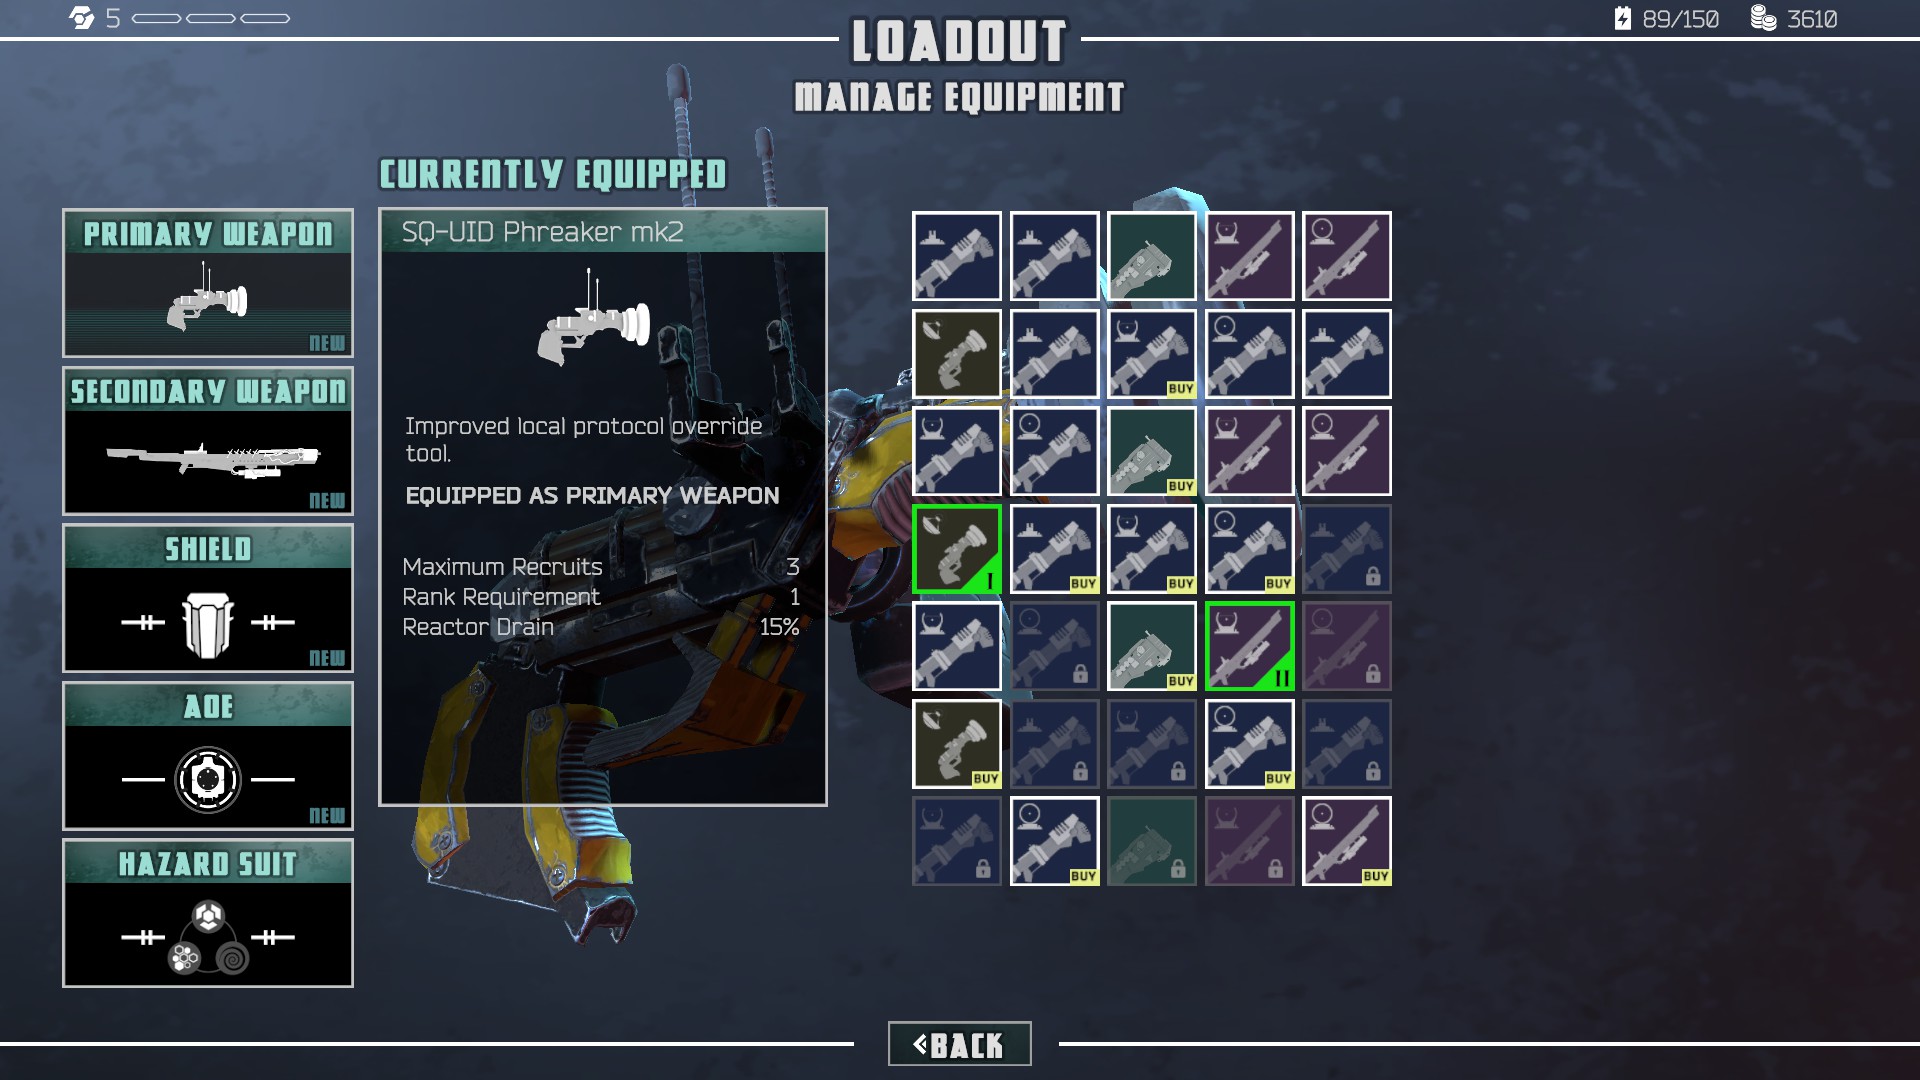 5
89/150
3610
LOADOUT
MANAGE EQUIPMENT
PRIMARY WEAPON
NEW
SECONDARY WEAPON
NEW
SHIELD
NEW
AOE
NEW
HAZARD SUIT
CURRENTLY EQUIPPED
SQ-UID Phreaker mk2
Improved local protocol override
tool.
EQUIPPED AS PRIMARY WEAPON
Maximum Recruits 3
Rank Requirement 1
Reactor Drain 15%
BUY
BUY
I
BUY
BUY
BUY
BUY
II
BUY
BUY
BUY
BUY
BACK